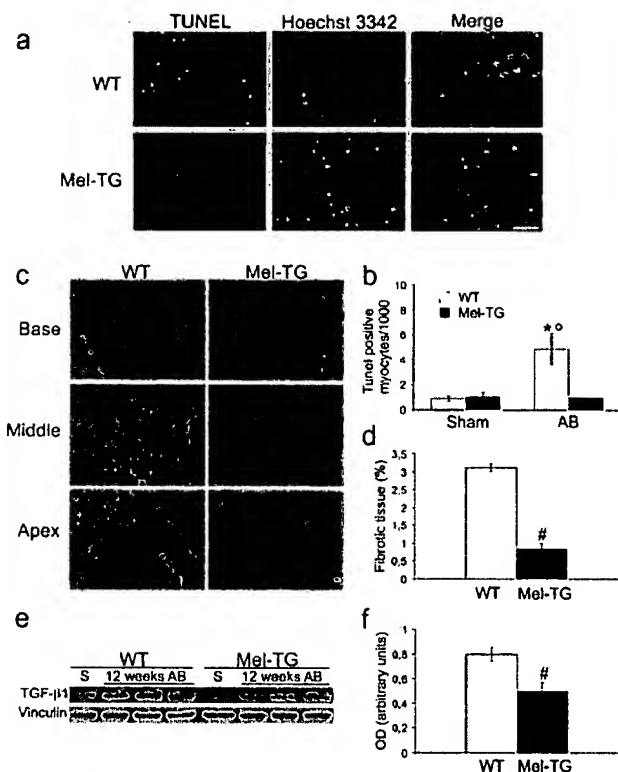 a
TUNEL Hoechst 3342 Merge
WT
Mel-TG
c
WT Mel-TG
Base
Middle
Apex
b
Tunel positive
myocytes/1000
10
8
6
4
2
0
WT
Mel-TG
*°
Sham AB
d
Fibrotic tissue (%)
3,5
3
2,5
2
1,5
1
0,5
0
#
WT Mel-TG
e
WT Mel-TG
S 12 weeks AB S 12 weeks AB
TGF-β1
Vinculin
f
OD (arbitrary units)
1
0,8
0,6
0,4
0,2
0
#
WT Mel-TG